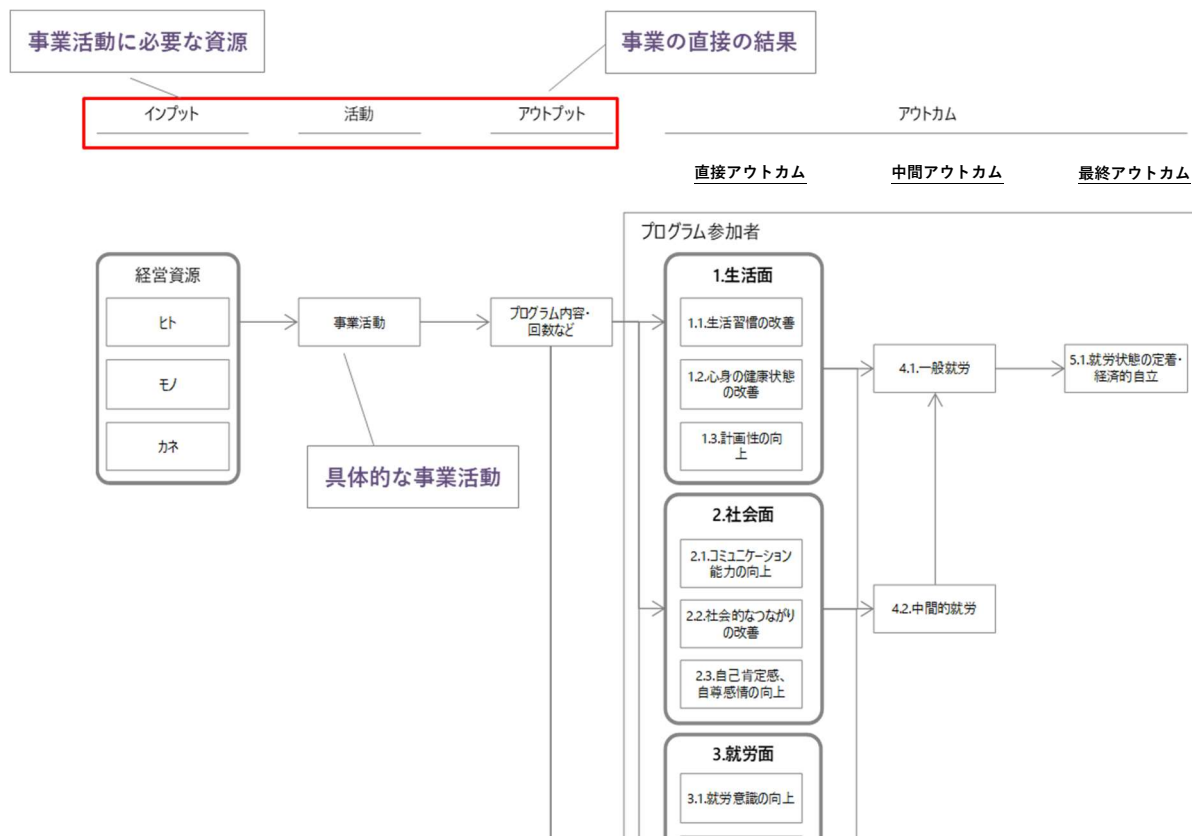 事業活動に必要な資源
事業の直接の結果
インプット
活動
アウトプット
アウトカム
直接アウトカム
中間アウトカム
最終アウトカム
プログラム参加者
経営資源
ヒト
モノ
カネ
事業活動
具体的な事業活動
プログラム内容・
回数など
1.生活面
1.1.生活習慣の改善
1.2.心身の健康状態
の改善
1.3.計画性の向
上
2.社会面
2.1.コミュニケーション
能力の向上
2.2.社会的なつながり
の改善
2.3.自己肯定感、
自尊感情の向上
3.就労面
3.1.就労意識の向上
4.1.一般就労
4.2.中間的就労
5.1.就労状態の定着・
経済的自立